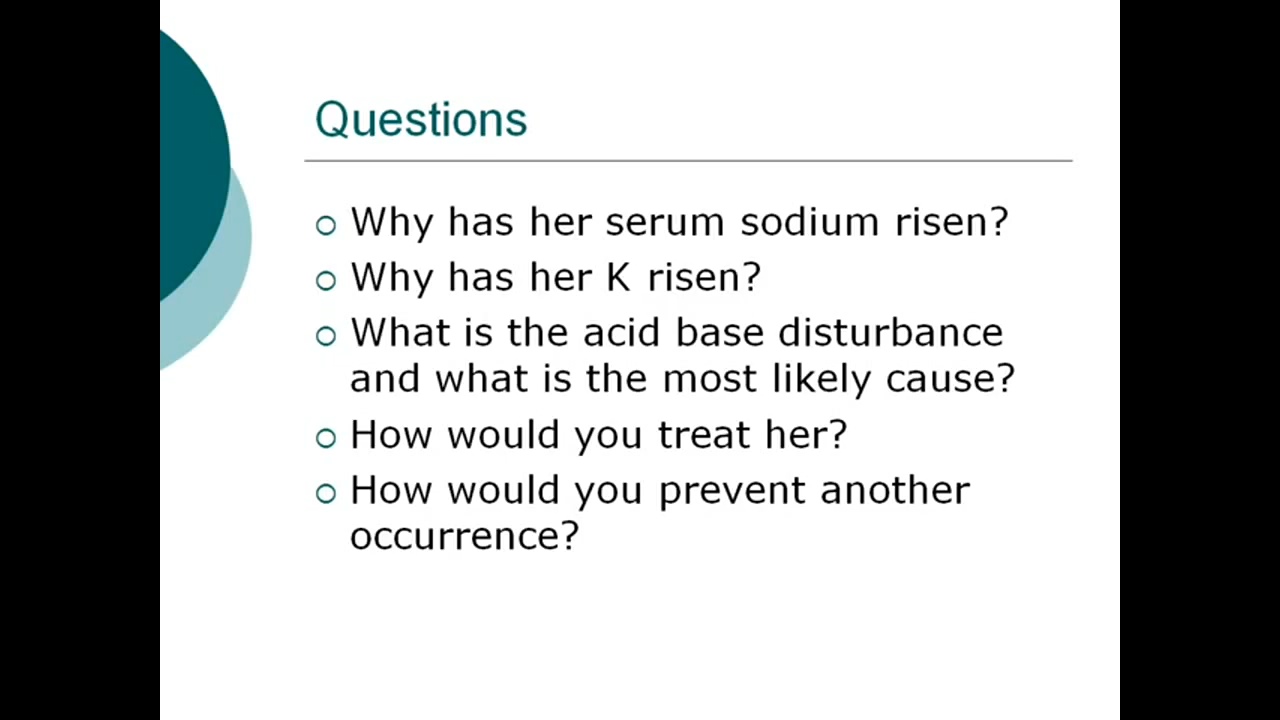 Questions
Why has her serum sodium risen?
Why has her K risen?
What is the acid base disturbance
and what is the most likely cause?
How would you treat her?
How would you prevent another
occurrence?